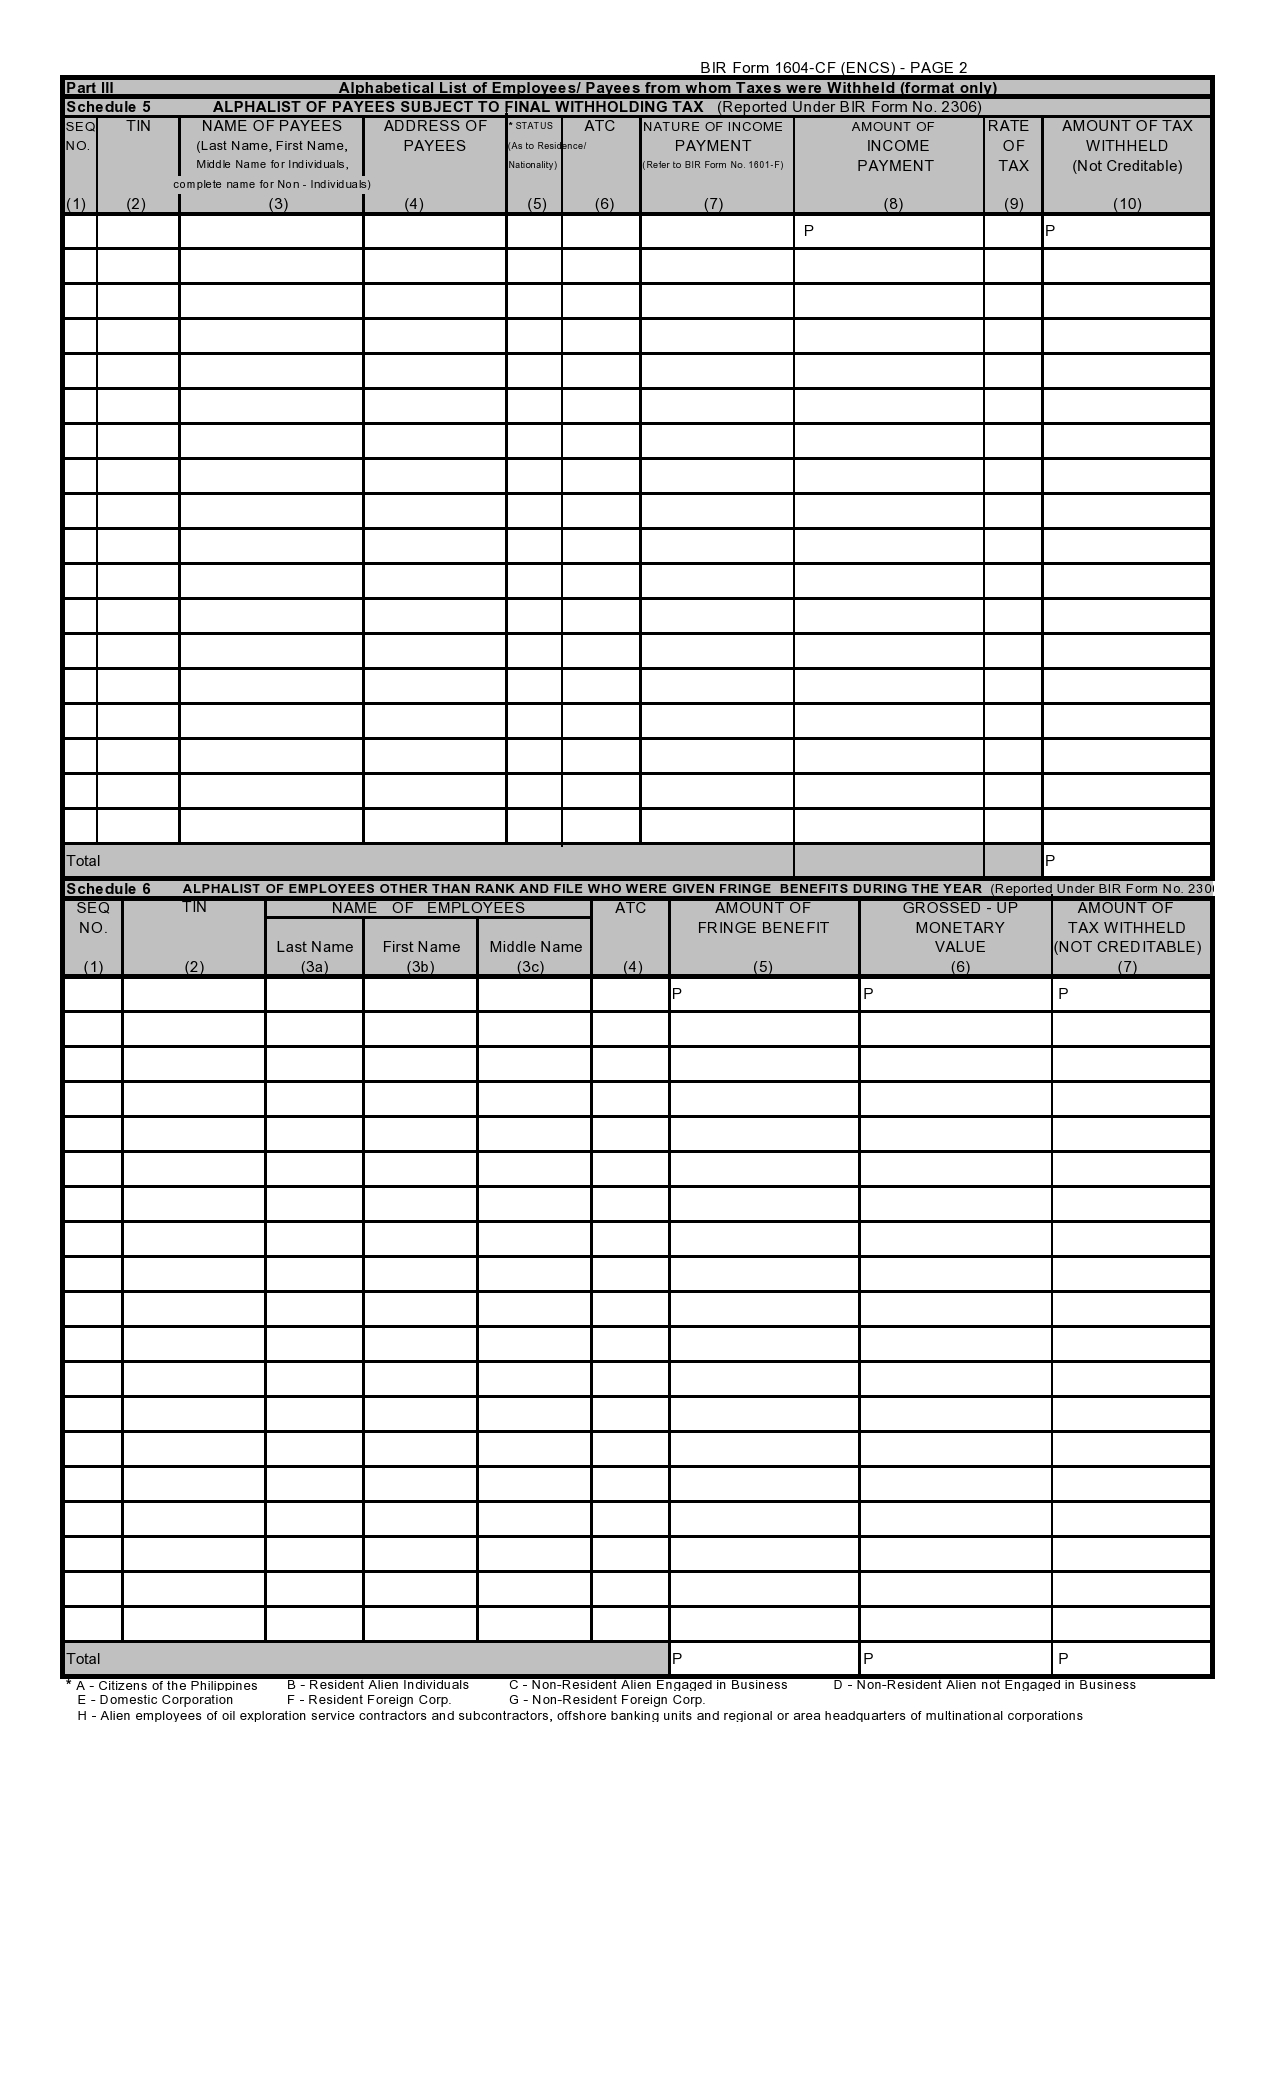 BIR Form 1604-CF (ENCS) - PAGE 2
Part III Alphabetical List of Employees/ Payees from whom Taxes were Withheld (format only)
Schedule 5 ALPHALIST OF PAYEES SUBJECT TO FINAL WITHHOLDING TAX (Reported Under BIR Form No. 2306)
SEQ TIN NAME OF PAYEES ADDRESS OF * STATUS ATC NATURE OF INCOME AMOUNT OF RATE AMOUNT OF TAX
NO. (Last Name, First Name, PAYEES (As to Residence/ PAYMENT INCOME OF WITHHELD
Middle Name for Individuals, Nationality) (Refer to BIR Form No. 1601-F) PAYMENT TAX (Not Creditable)
complete name for Non - Individuals)
(1) (2) (3) (4) (5) (6) (7) (8) (9) (10)
P P
Total P
Schedule 6 ALPHALIST OF EMPLOYEES OTHER THAN RANK AND FILE WHO WERE GIVEN FRINGE BENEFITS DURING THE YEAR (Reported Under BIR Form No. 230
SEQ TIN NAME OF EMPLOYEES ATC AMOUNT OF GROSSED - UP AMOUNT OF
NO. FRINGE BENEFIT MONETARY TAX WITHHELD
Last Name First Name Middle Name VALUE (NOT CREDITABLE)
(1) (2) (3a) (3b) (3c) (4) (5) (6) (7)
P P P
Total P P P
* A - Citizens of the Philippines B - Resident Alien Individuals C - Non-Resident Alien Engaged in Business D - Non-Resident Alien not Engaged in Business
E - Domestic Corporation F - Resident Foreign Corp. G - Non-Resident Foreign Corp.
H - Alien employees of oil exploration service contractors and subcontractors, offshore banking units and regional or area headquarters of multinational corporations